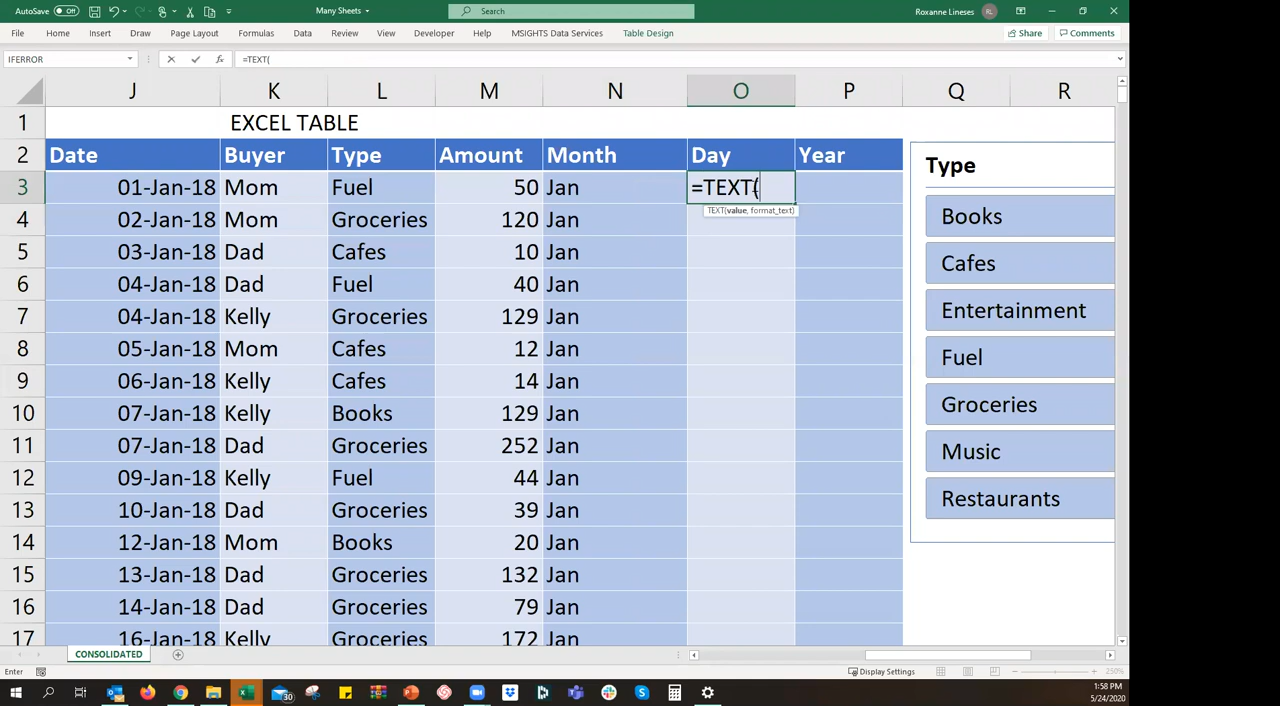 AutoSave Off Many Sheets Search Roxanne Lineses RL
File Home Insert Draw Page Layout Formulas Data Review View Developer Help MSIGHTS Data Services Table Design Share Comments
IFERROR fx =TEXT(
J K L M N O P Q R
1 EXCEL TABLE
2 Date Buyer Type Amount Month Day Year
3 01-Jan-18 Mom Fuel 50 Jan =TEXT(
TEXT(value, format_text)
4 02-Jan-18 Mom Groceries 120 Jan
5 03-Jan-18 Dad Cafes 10 Jan
6 04-Jan-18 Dad Fuel 40 Jan
7 04-Jan-18 Kelly Groceries 129 Jan
8 05-Jan-18 Mom Cafes 12 Jan
9 06-Jan-18 Kelly Cafes 14 Jan
10 07-Jan-18 Kelly Books 129 Jan
11 07-Jan-18 Dad Groceries 252 Jan
12 09-Jan-18 Kelly Fuel 44 Jan
13 10-Jan-18 Dad Groceries 39 Jan
14 12-Jan-18 Mom Books 20 Jan
15 13-Jan-18 Dad Groceries 132 Jan
16 14-Jan-18 Dad Groceries 79 Jan
17 16-Jan-18 Kelly Groceries 172 Jan
Type
Books
Cafes
Entertainment
Fuel
Groceries
Music
Restaurants
CONSOLIDATED
Enter Display Settings 250%
30
1:58 PM
5/24/2020